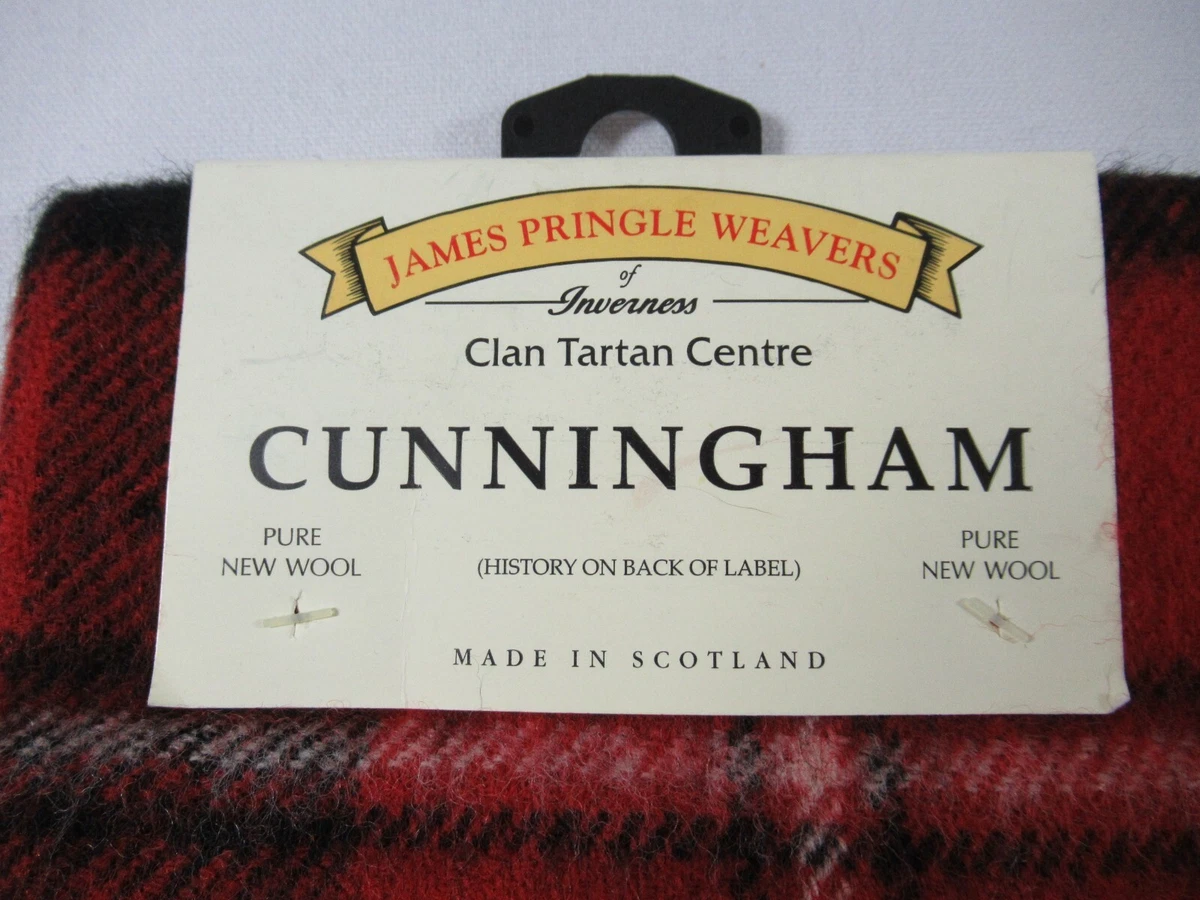 JAMES PRINGLE WEAVERS
of
Inverness
Clan Tartan Centre
CUNNINGHAM
PURE
NEW WOOL
(HISTORY ON BACK OF LABEL)
PURE
NEW WOOL
MADE IN SCOTLAND